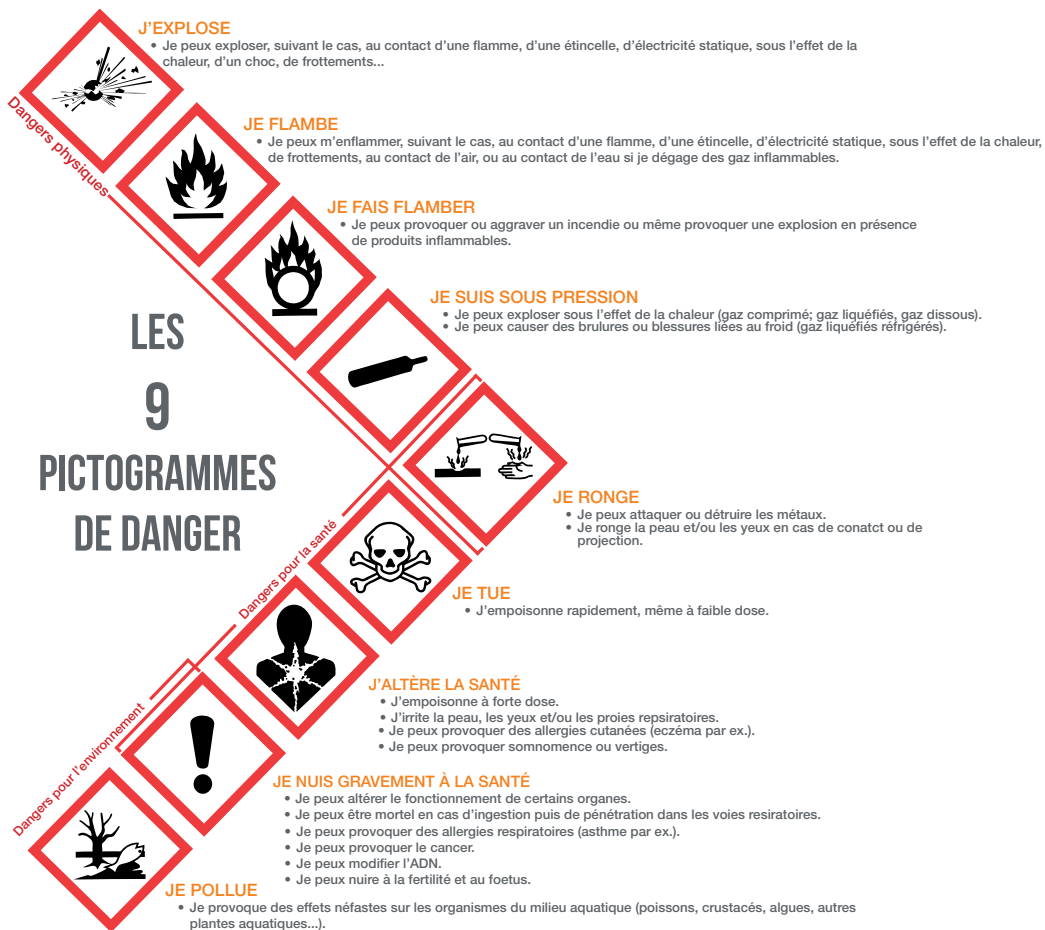 J'EXPLOSE
• Je peux exploser, suivant le cas, au contact d'une flamme, d'une étincelle, d'électricité statique, sous l'effet de la
chaleur, d'un choc, de frottements...
Dangers physiques
JE FLAMBE
• Je peux m'enflammer, suivant le cas, au contact d'une flamme, d'une étincelle, d'électricité statique, sous l'effet de la chaleur,
de frottements, au contact de l'air, ou au contact de l'eau si je dégage des gaz inflammables.
JE FAIS FLAMBER
• Je peux provoquer ou aggraver un incendie ou même provoquer une explosion en présence
de produits inflammables.
JE SUIS SOUS PRESSION
• Je peux exploser sous l'effet de la chaleur (gaz comprimé; gaz liquéfiés, gaz dissous).
• Je peux causer des brulures ou blessures liées au froid (gaz liquéfiés réfrigérés).
LES
9
PICTOGRAMMES
DE DANGER
JE RONGE
• Je peux attaquer ou détruire les métaux.
• Je ronge la peau et/ou les yeux en cas de conatct ou de
projection.
Dangers pour la santé
JE TUE
• J'empoisonne rapidement, même à faible dose.
J'ALTÈRE LA SANTÉ
• J'empoisonne à forte dose.
• J'irrite la peau, les yeux et/ou les proies repsiratoires.
• Je peux provoquer des allergies cutanées (eczéma par ex.).
• Je peux provoquer somnomence ou vertiges.
Dangers pour l'environnement
JE NUIS GRAVEMENT À LA SANTÉ
• Je peux altérer le fonctionnement de certains organes.
• Je peux être mortel en cas d'ingestion puis de pénétration dans les voies resiratoires.
• Je peux provoquer des allergies respiratoires (asthme par ex.).
• Je peux provoquer le cancer.
• Je peux modifier l'ADN.
• Je peux nuire à la fertilité et au foetus.
JE POLLUE
• Je provoque des effets néfastes sur les organismes du milieu aquatique (poissons, crustacés, algues, autres
plantes aquatiques...).